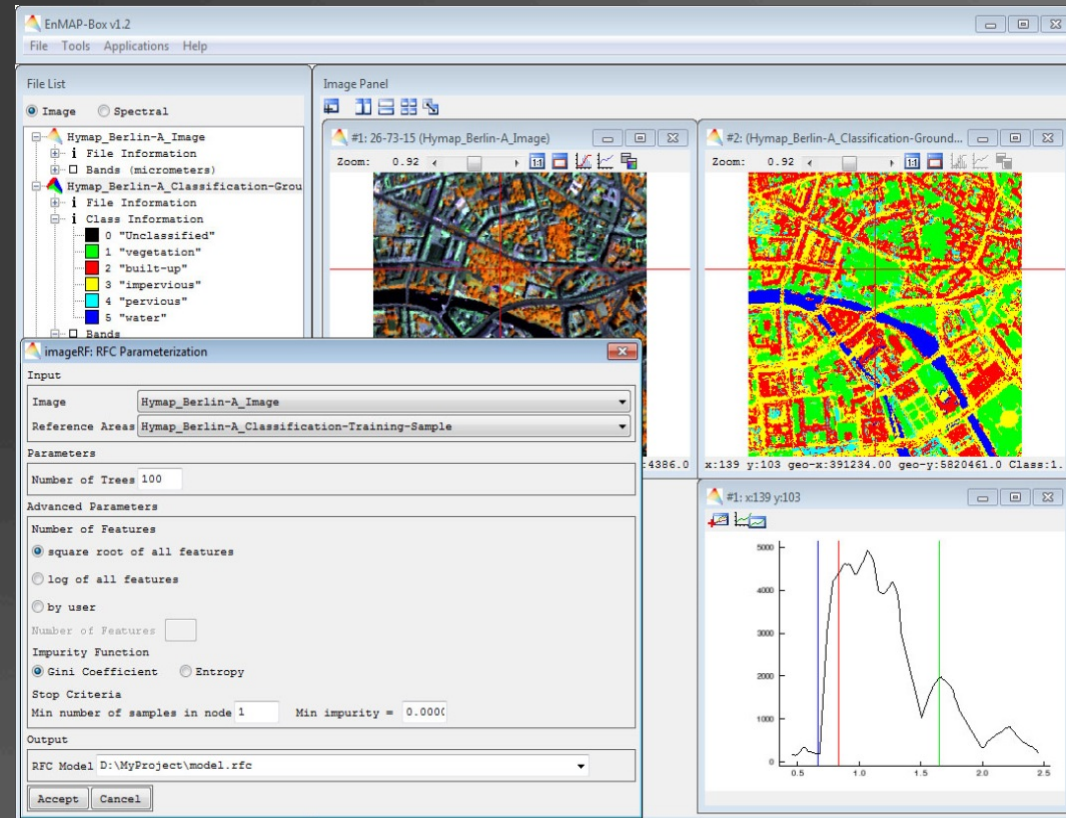 EnMAP-Box v1.2
File Tools Applications Help
File List
Image Spectral
Hymap_Berlin-A_Image
i File Information
Bands (micrometers)
Hymap_Berlin-A_Classification-Grou
i File Information
i Class Information
0 "Unclassified"
1 "vegetation"
2 "built-up"
3 "impervious"
4 "pervious"
5 "water"
Bands
Image Panel
#1: 26-73-15 (Hymap_Berlin-A_Image)
Zoom: 0.92
1:1
:4386.0
#2: (Hymap_Berlin-A_Classification-Ground...
Zoom: 0.92
1:1
x:139 y:103 geo-x:391234.00 geo-y:5820461.0 Class:1.
imageRF: RFC Parameterization
Input
Image Hymap_Berlin-A_Image
Reference Areas Hymap_Berlin-A_Classification-Training-Sample
Parameters
Number of Trees 100
Advanced Parameters
Number of Features
square root of all features
log of all features
by user
Number of Features
Impurity Function
Gini Coefficient Entropy
Stop Criteria
Min number of samples in node 1 Min impurity = 0.000
Output
RFC Model D:\MyProject\model.rfc
Accept Cancel
#1: x:139 y:103
5000
4000
3000
2000
1000
0
0.5 1.0 1.5 2.0 2.5